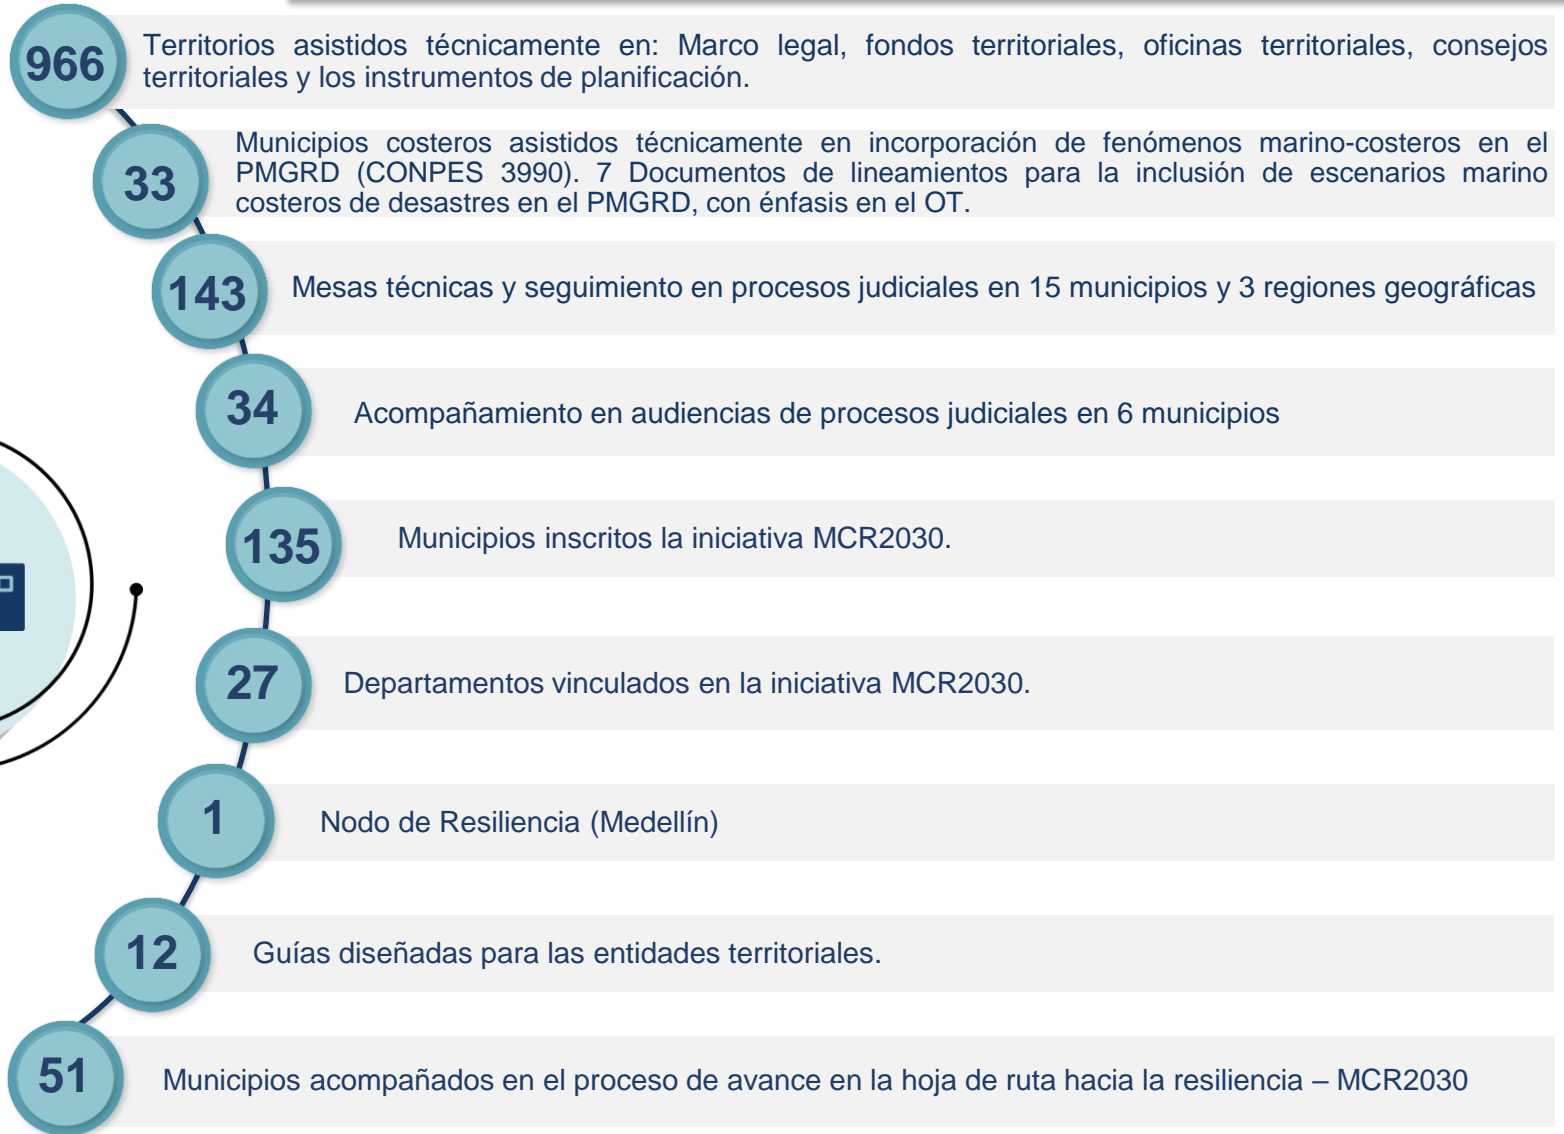 966
Territorios asistidos técnicamente en: Marco legal, fondos territoriales, oficinas territoriales, consejos
territoriales y los instrumentos de planificación.
33
Municipios costeros asistidos técnicamente en incorporación de fenómenos marino-costeros en el
PMGRD (CONPES 3990). 7 Documentos de lineamientos para la inclusión de escenarios marino
costeros de desastres en el PMGRD, con énfasis en el OT.
143
Mesas técnicas y seguimiento en procesos judiciales en 15 municipios y 3 regiones geográficas
34
Acompañamiento en audiencias de procesos judiciales en 6 municipios
135
Municipios inscritos la iniciativa MCR2030.
27
Departamentos vinculados en la iniciativa MCR2030.
1
Nodo de Resiliencia (Medellín)
12
Guías diseñadas para las entidades territoriales.
51
Municipios acompañados en el proceso de avance en la hoja de ruta hacia la resiliencia – MCR2030